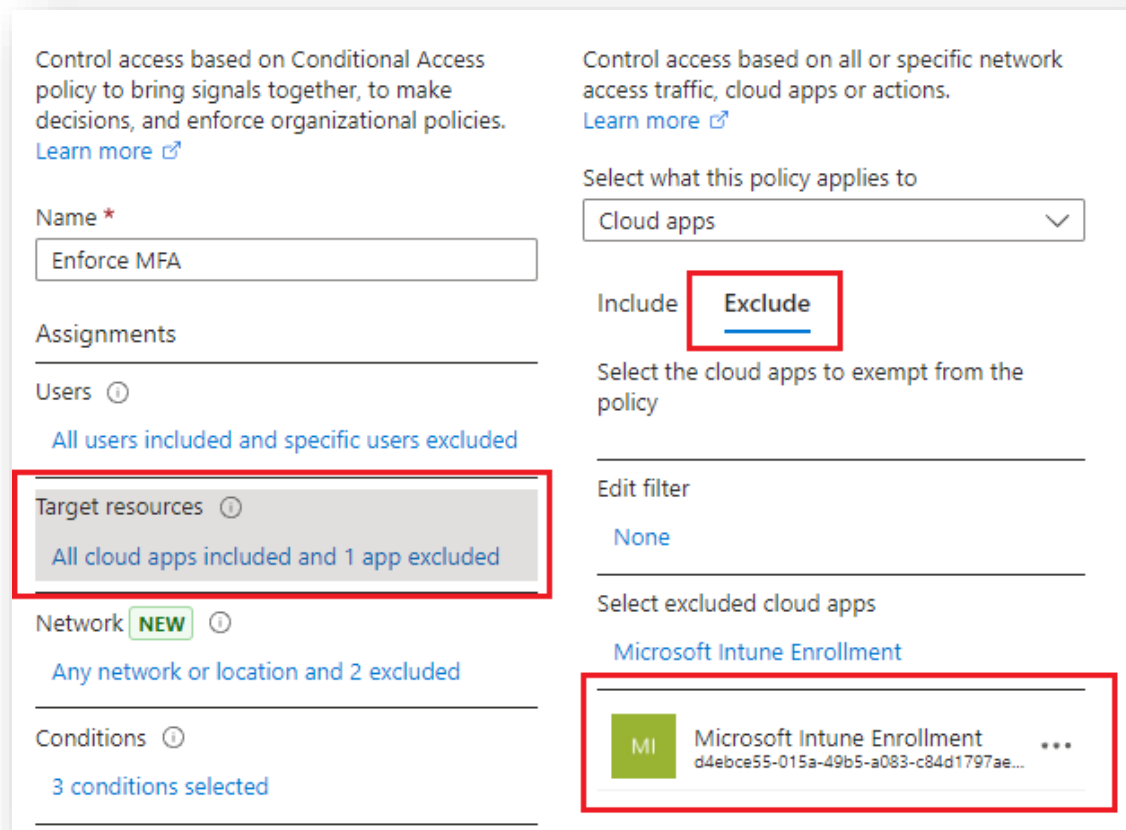 Control access based on Conditional Access
policy to bring signals together, to make
decisions, and enforce organizational policies.
Learn more
Name *
Enforce MFA
Assignments
Users
All users included and specific users excluded
Target resources
All cloud apps included and 1 app excluded
Network NEW
Any network or location and 2 excluded
Conditions
3 conditions selected
Control access based on all or specific network
access traffic, cloud apps or actions.
Learn more
Select what this policy applies to
Cloud apps
Include Exclude
Select the cloud apps to exempt from the
policy
Edit filter
None
Select excluded cloud apps
Microsoft Intune Enrollment
MI
Microsoft Intune Enrollment
d4ebce55-015a-49b5-a083-c84d1797ae...